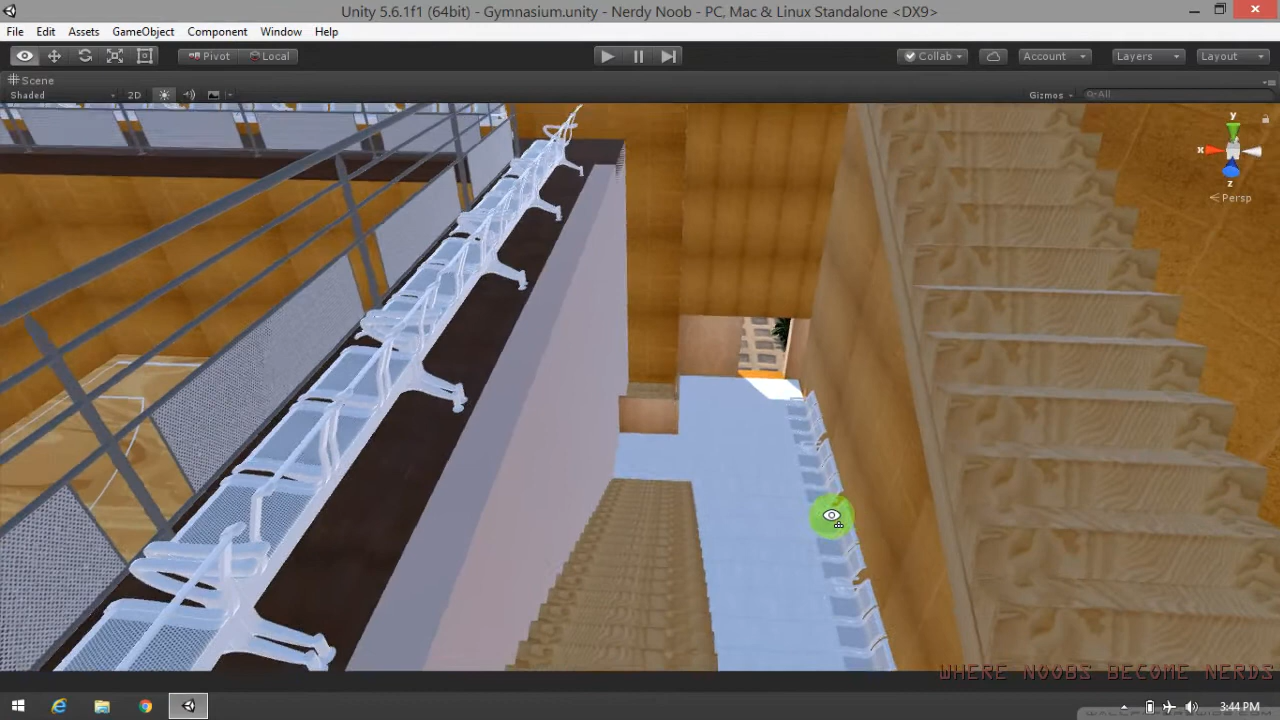 Unity 5.6.1f1 (64bit) - Gymnasium.unity - Nerdy Noob - PC, Mac & Linux Standalone <DX9>
File Edit Assets GameObject Component Window Help
Pivot Local Collab Account Layers Layout
Scene
Shaded 2D Gizmos All
y
x
z
Persp
WHERE NOOBS BECOME NERDS
3:44 PM